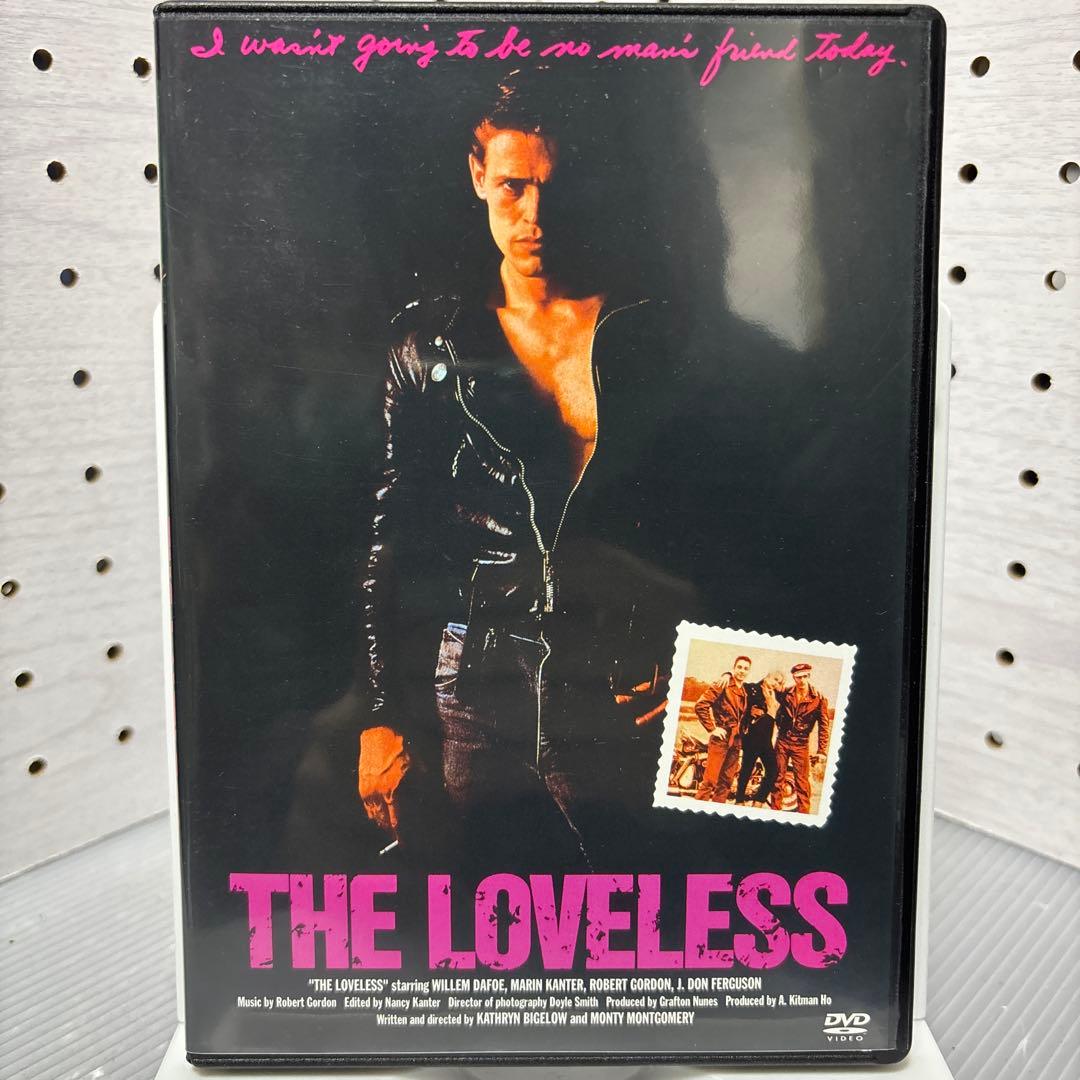 I wasn't going to be no man's friend today.
THE LOVELESS
"THE LOVELESS" starring WILLEM DAFOE, MARIN KANTER, ROBERT GORDON, J. DON FERGUSON
Music by Robert Gordon Edited by Nancy Kanter Director of photography Doyle Smith Produced by Grafton Nunes Produced by A. Kitman Ho
Written and directed by KATHRYN BIGELOW and MONTY MONTGOMERY
DVD
VIDEO